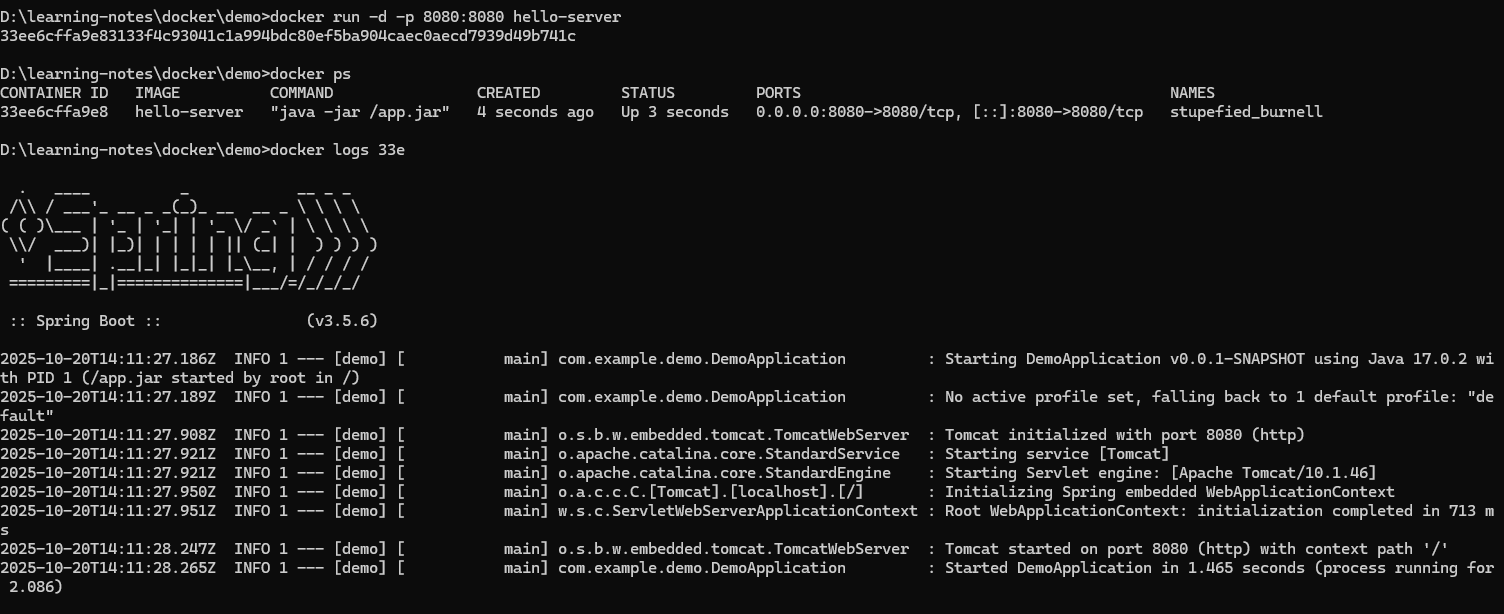 D:\learning-notes\docker\demo>docker run -d -p 8080:8080 hello-server
33ee6cffa9e83133f4c93041c1a994bdc80ef5ba904caec0aecd7939d49b741c
D:\learning-notes\docker\demo>docker ps
CONTAINER ID   IMAGE          COMMAND                CREATED         STATUS         PORTS                                         NAMES
33ee6cffa9e8   hello-server   "java -jar /app.jar"   4 seconds ago   Up 3 seconds   0.0.0.0:8080->8080/tcp, [::]:8080->8080/tcp   stupefied_burnell
D:\learning-notes\docker\demo>docker logs 33e
  .   ____          _            __ _ _
 /\\ / ___'_ __ _ _(_)_ __  __ _ \ \ \ \
( ( )\___ | '_ | '_| | '_ \/ _` | \ \ \ \
 \\/  ___)| |_)| | | | | || (_| |  ) ) ) )
  '  |____| .__|_| |_|_| |_\__, | / / / /
 =========|_|==============|___/=/_/_/_/
 :: Spring Boot ::                (v3.5.6)
2025-10-20T14:11:27.186Z  INFO 1 --- [demo] [           main] com.example.demo.DemoApplication         : Starting DemoApplication v0.0.1-SNAPSHOT using Java 17.0.2 wi
th PID 1 (/app.jar started by root in /)
2025-10-20T14:11:27.189Z  INFO 1 --- [demo] [           main] com.example.demo.DemoApplication         : No active profile set, falling back to 1 default profile: "de
fault"
2025-10-20T14:11:27.908Z  INFO 1 --- [demo] [           main] o.s.b.w.embedded.tomcat.TomcatWebServer  : Tomcat initialized with port 8080 (http)
2025-10-20T14:11:27.921Z  INFO 1 --- [demo] [           main] o.apache.catalina.core.StandardService   : Starting service [Tomcat]
2025-10-20T14:11:27.921Z  INFO 1 --- [demo] [           main] o.apache.catalina.core.StandardEngine    : Starting Servlet engine: [Apache Tomcat/10.1.46]
2025-10-20T14:11:27.950Z  INFO 1 --- [demo] [           main] o.a.c.c.C.[Tomcat].[localhost].[/]       : Initializing Spring embedded WebApplicationContext
2025-10-20T14:11:27.951Z  INFO 1 --- [demo] [           main] w.s.c.ServletWebServerApplicationContext : Root WebApplicationContext: initialization completed in 713 m
s
2025-10-20T14:11:28.247Z  INFO 1 --- [demo] [           main] o.s.b.w.embedded.tomcat.TomcatWebServer  : Tomcat started on port 8080 (http) with context path '/'
2025-10-20T14:11:28.265Z  INFO 1 --- [demo] [           main] com.example.demo.DemoApplication         : Started DemoApplication in 1.465 seconds (process running for
 2.086)